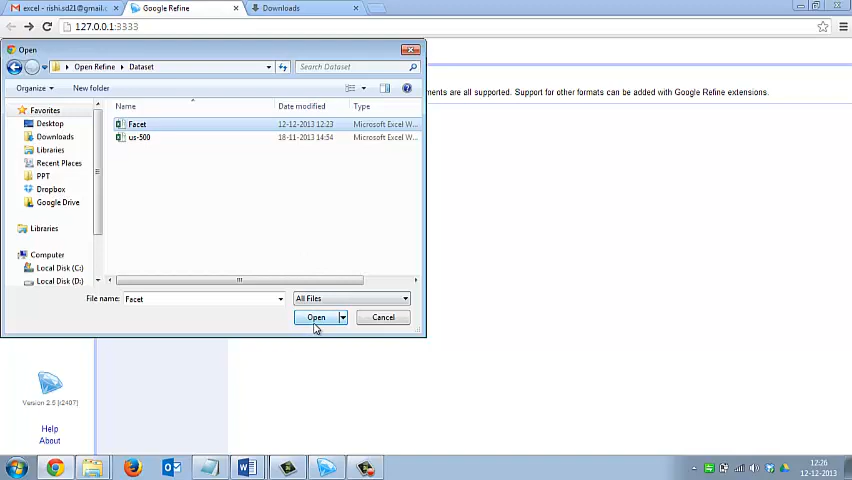 excel - rishi.sd21@gmail.c
Google Refine
Downloads
127.0.0.1:3333
Open
Open Refine
Dataset
Search Dataset
Organize
New folder
Name
Date modified
Type
Favorites
Desktop
Downloads
Libraries
Recent Places
PPT
Dropbox
Google Drive
Libraries
Computer
Local Disk (C:)
Local Disk (D:)
Facet
12-12-2013 12:23
Microsoft Excel W...
us-500
18-11-2013 14:54
Microsoft Excel W...
File name:
Facet
All Files
Open
Cancel
ments are all supported. Support for other formats can be added with Google Refine extensions.
Version 2.5 [r2407]
Help
About
12:26
12-12-2013